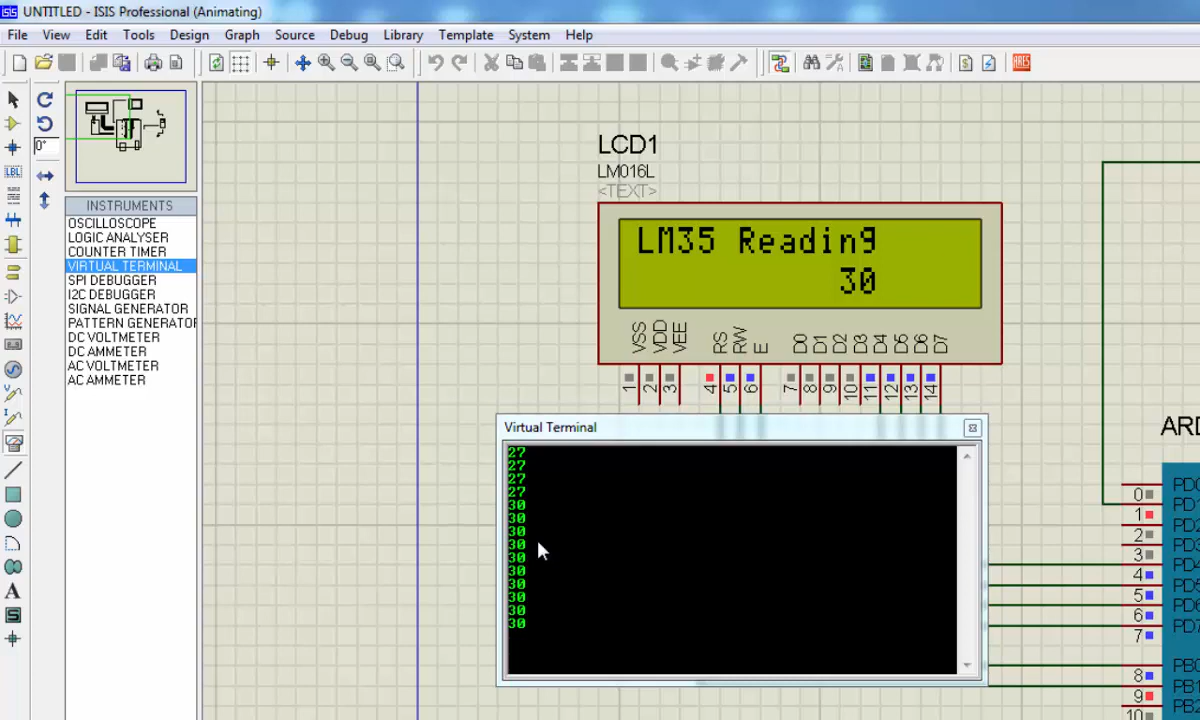 UNTITLED - ISIS Professional (Animating)
File View Edit Tools Design Graph Source Debug Library Template System Help
0°
LBL
ARES
A
S
INSTRUMENTS
OSCILLOSCOPE
LOGIC ANALYSER
COUNTER TIMER
VIRTUAL TERMINAL
SPI DEBUGGER
I2C DEBUGGER
SIGNAL GENERATOR
PATTERN GENERATOR
DC VOLTMETER
DC AMMETER
AC VOLTMETER
AC AMMETER
LCD1
LM016L
<TEXT>
LM35 Reading
30
VSS VDD VEE RS RW E D0 D1 D2 D3 D4 D5 D6 D7
1 2 3 4 5 6 7 8 9 10 11 12 13 14
Virtual Terminal
27
27
27
27
30
30
30
30
30
30
30
30
30
30
ARD
0 PD0
1 PD1
2 PD2
3 PD3
4 PD4
5 PD5
6 PD6
7 PD7
8 PB0
9 PB1
10 PB2